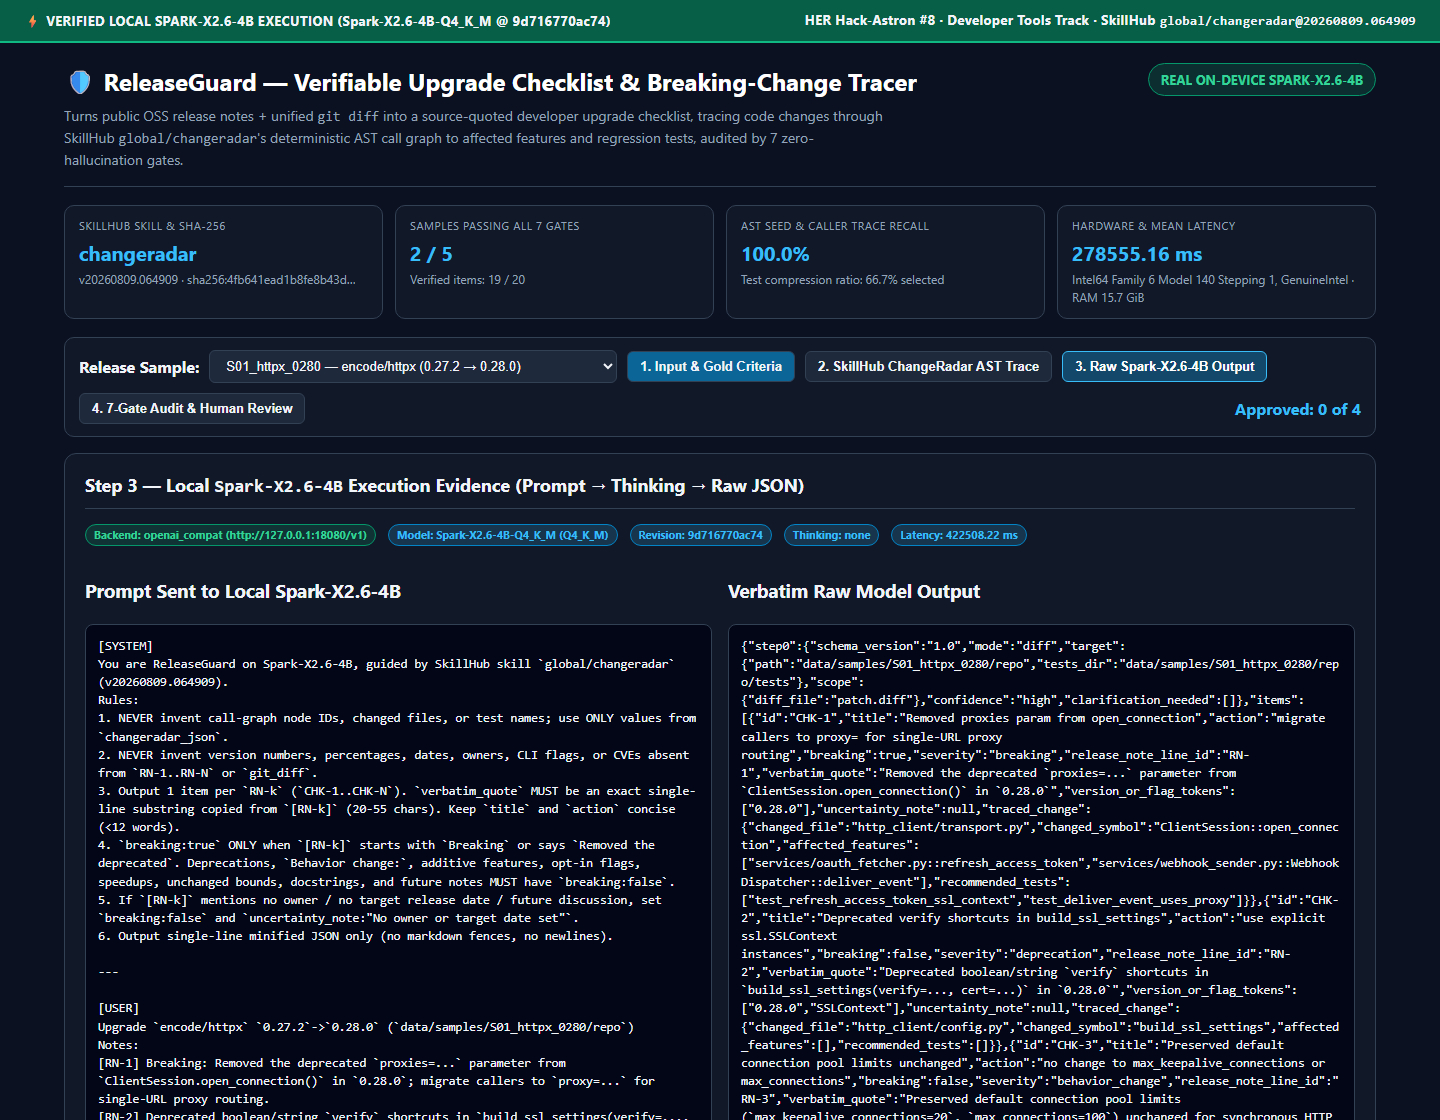 ⚡ VERIFIED LOCAL SPARK-X2.6-4B EXECUTION (Spark-X2.6-4B-Q4_K_M @ 9d716770ac74)
HER Hack-Astron #8 · Developer Tools Track · SkillHub global/changeradar@20260809.064909
🛡️ ReleaseGuard — Verifiable Upgrade Checklist & Breaking-Change Tracer
REAL ON-DEVICE SPARK-X2.6-4B
Turns public OSS release notes + unified git diff into a source-quoted developer upgrade checklist, tracing code changes through
SkillHub global/changeradar's deterministic AST call graph to affected features and regression tests, audited by 7 zero-
hallucination gates.
SKILLHUB SKILL & SHA-256
changeradar
v20260809.064909 · sha256:4fb641ead1b8fe8b43d...
SAMPLES PASSING ALL 7 GATES
2 / 5
Verified items: 19 / 20
AST SEED & CALLER TRACE RECALL
100.0%
Test compression ratio: 66.7% selected
HARDWARE & MEAN LATENCY
278555.16 ms
Intel64 Family 6 Model 140 Stepping 1, GenuineIntel ·
RAM 15.7 GiB
Release Sample:
S01_httpx_0280 — encode/httpx (0.27.2 → 0.28.0)
1. Input & Gold Criteria
2. SkillHub ChangeRadar AST Trace
3. Raw Spark-X2.6-4B Output
4. 7-Gate Audit & Human Review
Approved: 0 of 4
Step 3 — Local Spark-X2.6-4B Execution Evidence (Prompt → Thinking → Raw JSON)
Backend: openai_compat (http://127.0.0.1:18080/v1)
Model: Spark-X2.6-4B-Q4_K_M (Q4_K_M)
Revision: 9d716770ac74
Thinking: none
Latency: 422508.22 ms
Prompt Sent to Local Spark-X2.6-4B
[SYSTEM]
You are ReleaseGuard on Spark-X2.6-4B, guided by SkillHub skill `global/changeradar`
(v20260809.064909).
Rules:
1. NEVER invent call-graph node IDs, changed files, or test names; use ONLY values from
`changeradar_json`.
2. NEVER invent version numbers, percentages, dates, owners, CLI flags, or CVEs absent
from `RN-1..RN-N` or `git_diff`.
3. Output 1 item per `RN-k` (`CHK-1..CHK-N`). `verbatim_quote` MUST be an exact single-
line substring copied from `[RN-k]` (20-55 chars). Keep `title` and `action` concise
(<12 words).
4. `breaking:true` ONLY when `[RN-k]` starts with `Breaking` or says `Removed the
deprecated`. Deprecations, `Behavior change:`, additive features, opt-in flags,
speedups, unchanged bounds, docstrings, and future notes MUST have `breaking:false`.
5. If `[RN-k]` mentions no owner / no target release date / future discussion, set
`breaking:false` and `uncertainty_note:"No owner or target date set"`.
6. Output single-line minified JSON only (no markdown fences, no newlines).
---
[USER]
Upgrade `encode/httpx` `0.27.2`->`0.28.0` (`data/samples/S01_httpx_0280/repo`)
Notes:
[RN-1] Breaking: Removed the deprecated `proxies=...` parameter from
`ClientSession.open_connection()` in `0.28.0`; migrate callers to `proxy=...` for
single-URL proxy routing.
[RN-2] Deprecated boolean/string `verify` shortcuts in `build_ssl_settings(verify=...,
Verbatim Raw Model Output
{"step0":{"schema_version":"1.0","mode":"diff","target":
{"path":"data/samples/S01_httpx_0280/repo","tests_dir":"data/samples/S01_httpx_0280/rep
o/tests"},"scope":
{"diff_file":"patch.diff"},"confidence":"high","clarification_needed":[]},"items":
[{"id":"CHK-1","title":"Removed proxies param from open_connection","action":"migrate
callers to proxy= for single-URL proxy
routing","breaking":true,"severity":"breaking","release_note_line_id":"RN-
1","verbatim_quote":"Removed the deprecated `proxies=...` parameter from
`ClientSession.open_connection()` in `0.28.0`","version_or_flag_tokens":
["0.28.0"],"uncertainty_note":null,"traced_change":
{"changed_file":"http_client/transport.py","changed_symbol":"ClientSession::open_connec
tion","affected_features":
["services/oauth_fetcher.py::refresh_access_token","services/webhook_sender.py::Webhook
Dispatcher::deliver_event"],"recommended_tests":
["test_refresh_access_token_ssl_context","test_deliver_event_uses_proxy"]}},{"id":"CHK-
2","title":"Deprecated verify shortcuts in build_ssl_settings","action":"use explicit
ssl.SSLContext
instances","breaking":false,"severity":"deprecation","release_note_line_id":"RN-
2","verbatim_quote":"Deprecated boolean/string `verify` shortcuts in
`build_ssl_settings(verify=..., cert=...)` in `0.28.0`","version_or_flag_tokens":
["0.28.0","SSLContext"],"uncertainty_note":null,"traced_change":
{"changed_file":"http_client/config.py","changed_symbol":"build_ssl_settings","affected
_features":[],"recommended_tests":[]}},{"id":"CHK-3","title":"Preserved default
connection pool limits unchanged","action":"no change to max_keepalive_connections or
max_connections","breaking":false,"severity":"behavior_change","release_note_line_id":"
RN-3","verbatim_quote":"Preserved default connection pool limits
(`max_keepalive_connections=20`, `max_connections=100`) unchanged for synchronous HTTP